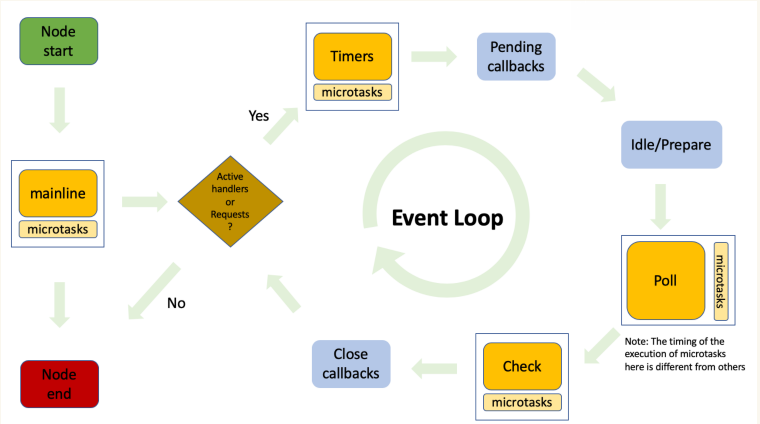 Node
start
Timers
microtasks
Pending
callbacks
Yes
Idle/Prepare
mainline
microtasks
Active
handlers
or
Requests
?
Event Loop
Poll
microtasks
No
Note: The timing of the
execution of microtasks
here is different from others
Close
callbacks
Check
microtasks
Node
end